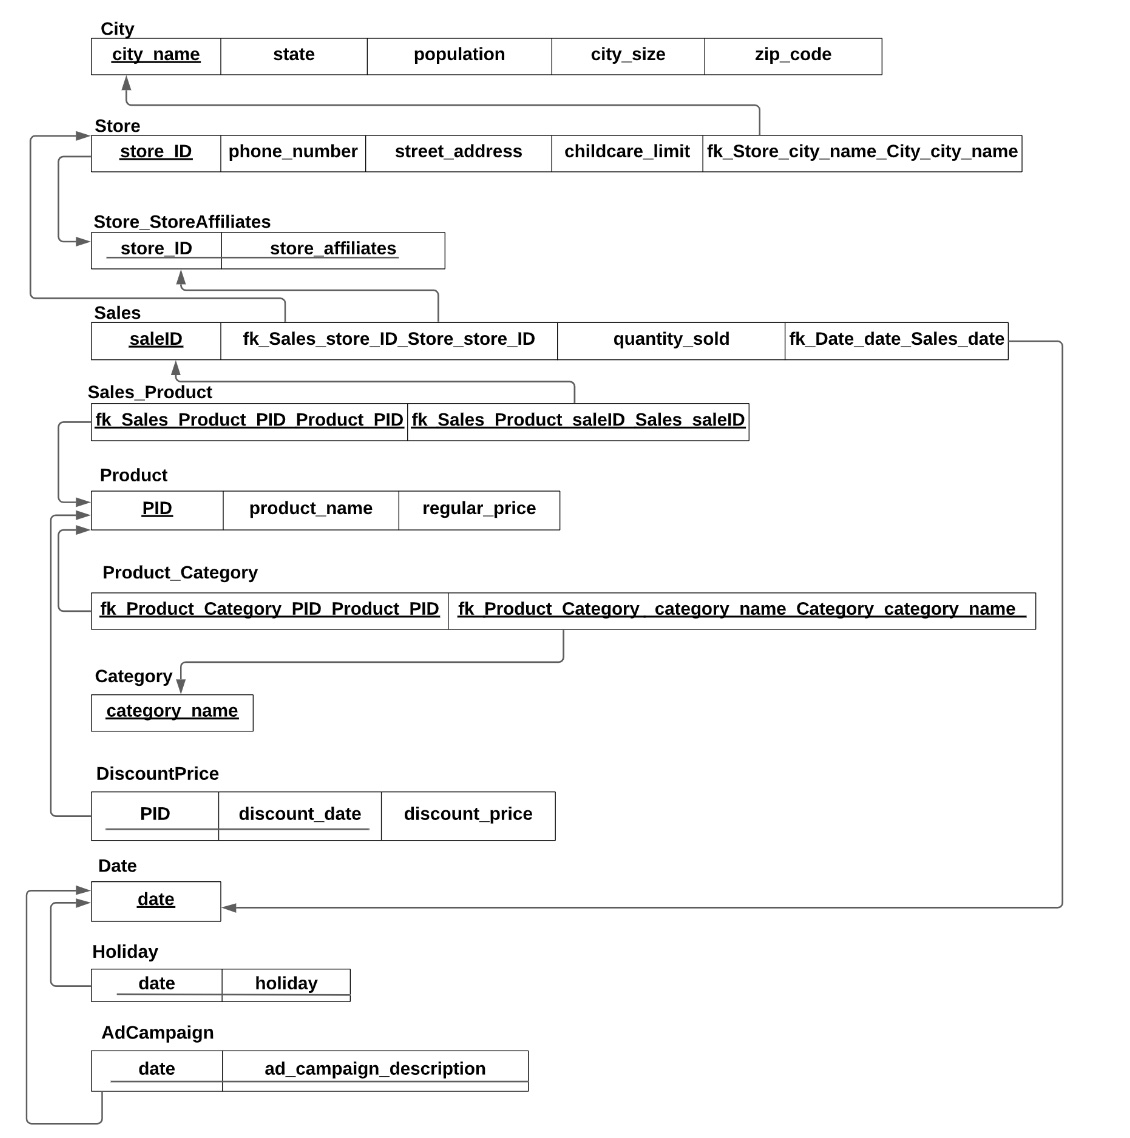 City
city_name state population city_size zip_code
Store
store_ID phone_number street_address childcare_limit fk_Store_city_name_City_city_name
Store_StoreAffiliates
store_ID store_affiliates
Sales
saleID fk_Sales_store_ID_Store_store_ID quantity_sold fk_Date_date_Sales_date
Sales_Product
fk_Sales_Product_PID_Product_PID fk_Sales_Product_saleID_Sales_saleID
Product
PID product_name regular_price
Product_Category
fk_Product_Category_PID_Product_PID fk_Product_Category_category_name_Category_category_name_
Category
category_name
DiscountPrice
PID discount_date discount_price
Date
date
Holiday
date holiday
AdCampaign
date ad_campaign_description